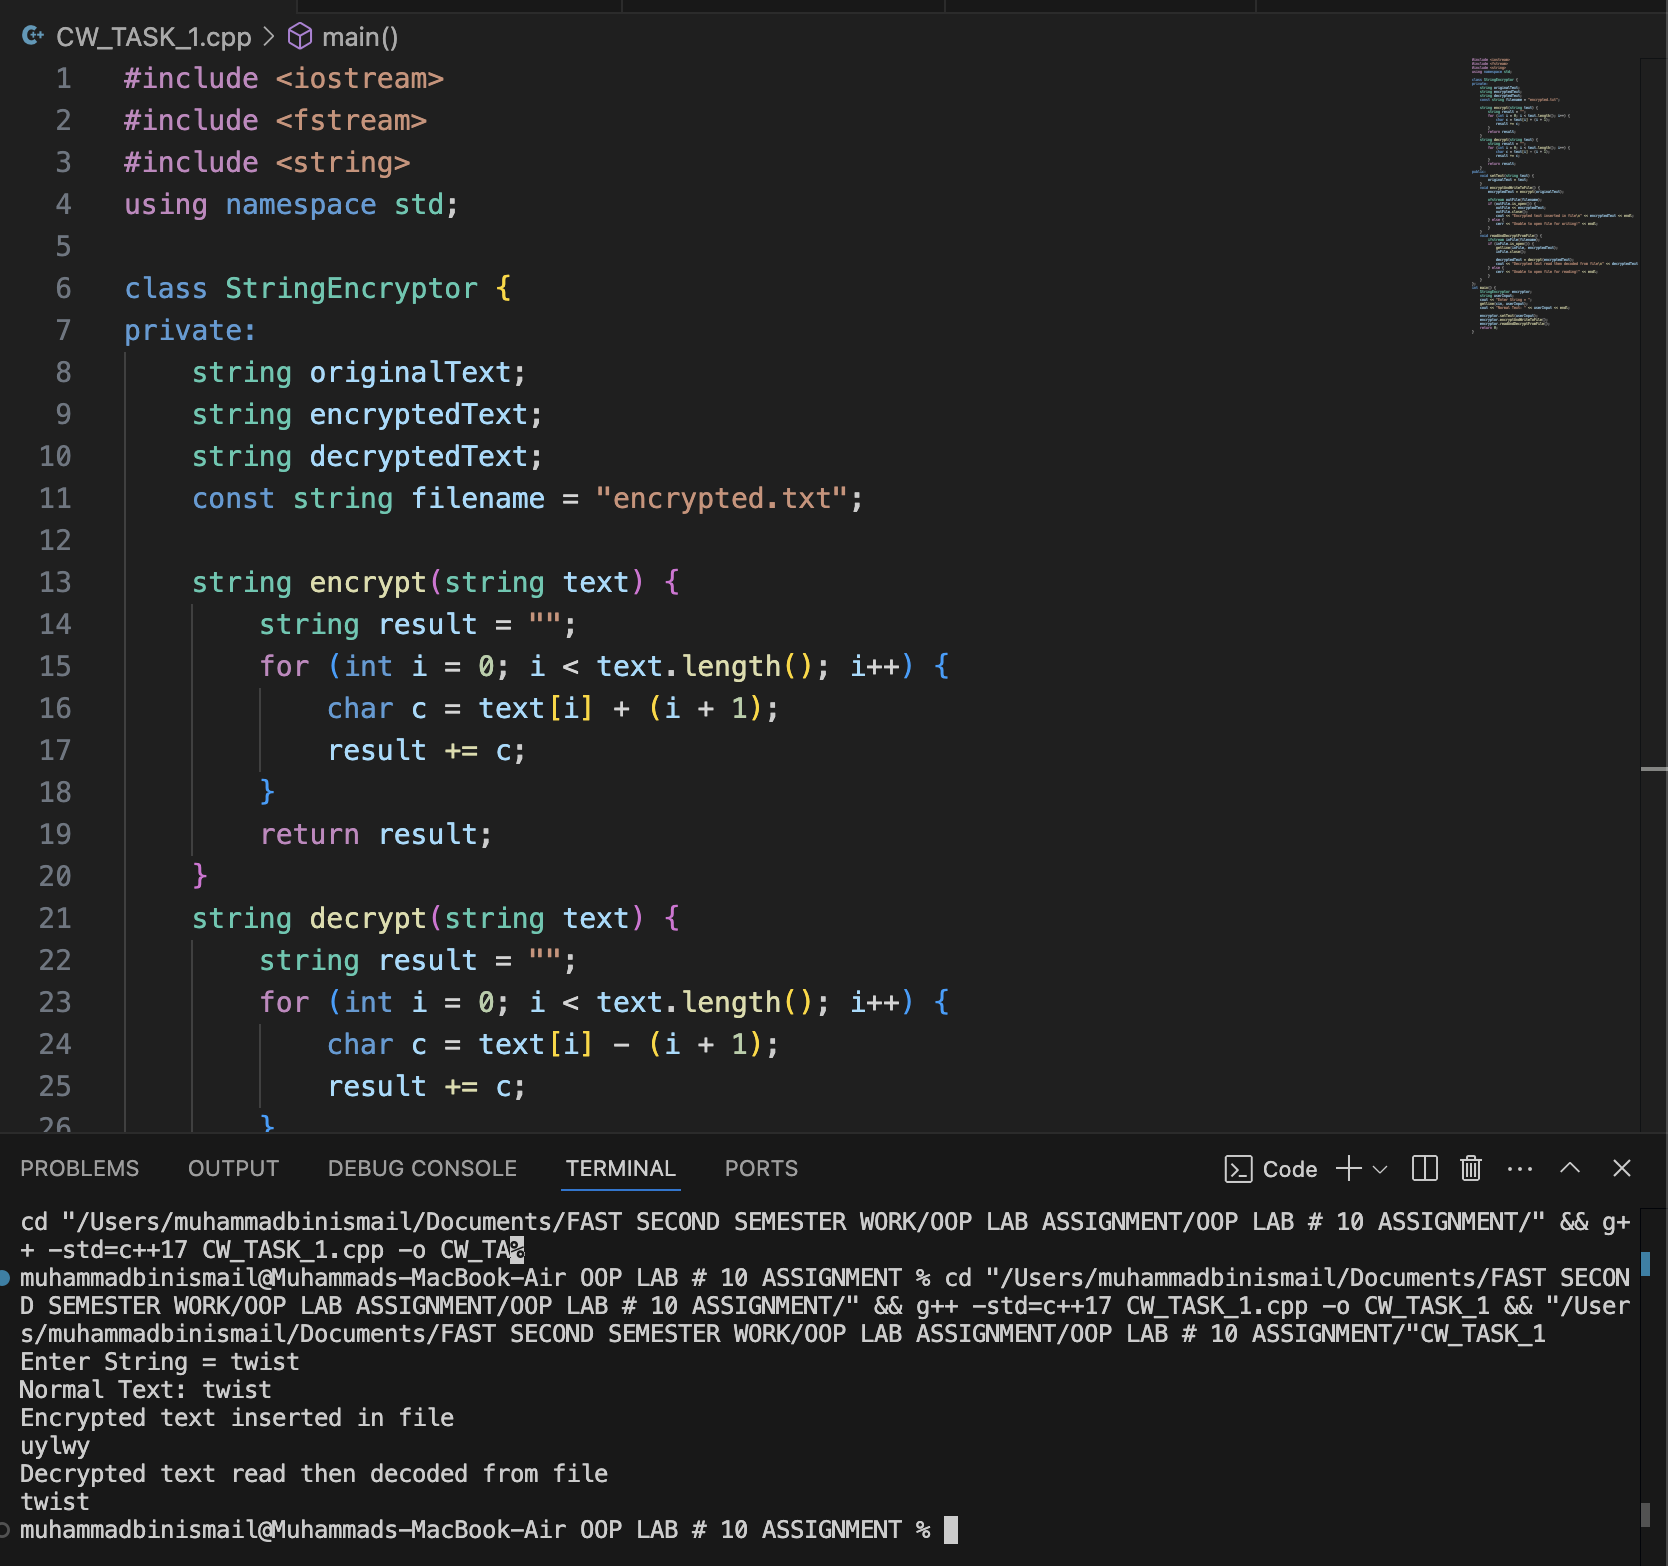 CW_TASK_1.cpp > main()
1 #include <iostream>
2 #include <fstream>
3 #include <string>
4 using namespace std;
5
6 class StringEncryptor {
7 private:
8     string originalText;
9     string encryptedText;
10     string decryptedText;
11     const string filename = "encrypted.txt";
12
13     string encrypt(string text) {
14         string result = "";
15         for (int i = 0; i < text.length(); i++) {
16             char c = text[i] + (i + 1);
17             result += c;
18         }
19         return result;
20     }
21     string decrypt(string text) {
22         string result = "";
23         for (int i = 0; i < text.length(); i++) {
24             char c = text[i] - (i + 1);
25             result += c;
26         }
PROBLEMS OUTPUT DEBUG CONSOLE TERMINAL PORTS Code
cd "/Users/muhammadbinismail/Documents/FAST SECOND SEMESTER WORK/OOP LAB ASSIGNMENT/OOP LAB # 10 ASSIGNMENT/" && g+
+ -std=c++17 CW_TASK_1.cpp -o CW_TA%
muhammadbinismail@Muhammads-MacBook-Air OOP LAB # 10 ASSIGNMENT % cd "/Users/muhammadbinismail/Documents/FAST SECON
D SEMESTER WORK/OOP LAB ASSIGNMENT/OOP LAB # 10 ASSIGNMENT/" && g++ -std=c++17 CW_TASK_1.cpp -o CW_TASK_1 && "/User
s/muhammadbinismail/Documents/FAST SECOND SEMESTER WORK/OOP LAB ASSIGNMENT/OOP LAB # 10 ASSIGNMENT/"CW_TASK_1
Enter String = twist
Normal Text: twist
Encrypted text inserted in file
uylwy
Decrypted text read then decoded from file
twist
muhammadbinismail@Muhammads-MacBook-Air OOP LAB # 10 ASSIGNMENT %